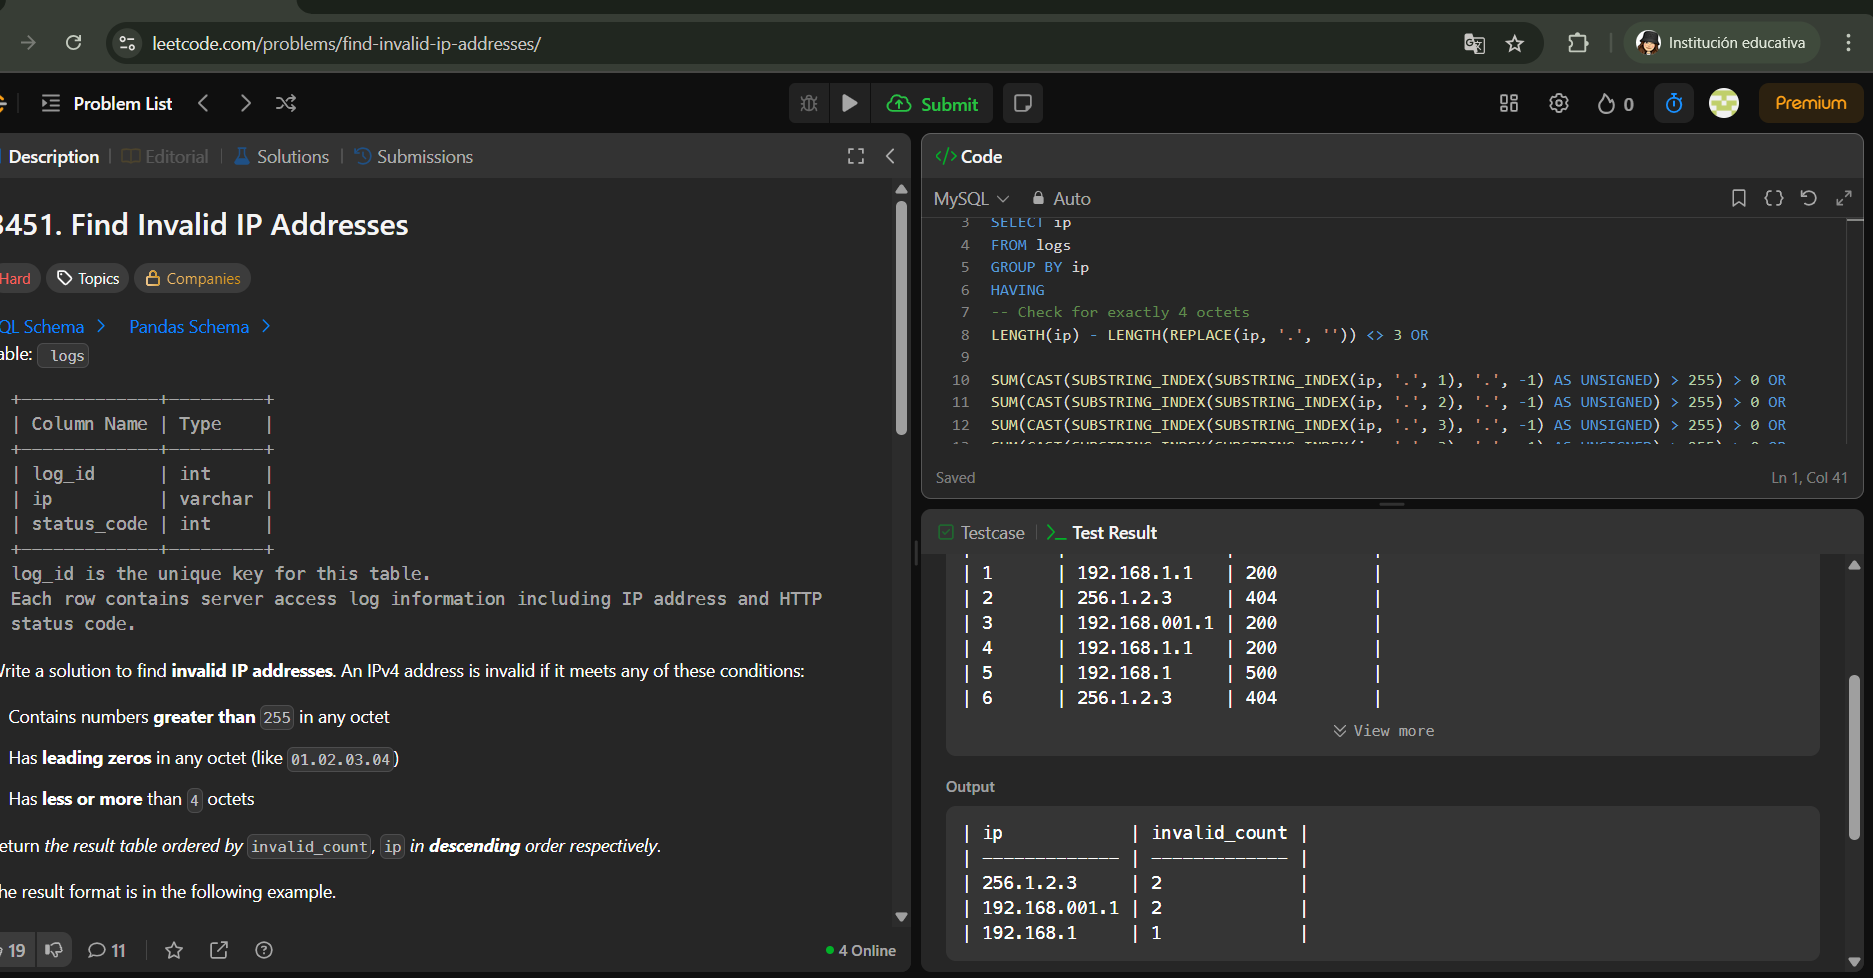 leetcode.com/problems/find-invalid-ip-addresses/
Institución educativa
Problem List
Submit
0
Premium
Description
Editorial
Solutions
Submissions
3451. Find Invalid IP Addresses
Hard
Topics
Companies
SQL Schema
Pandas Schema
Table: logs
+-------------+---------+
| Column Name | Type    |
+-------------+---------+
| log_id      | int     |
| ip          | varchar |
| status_code | int     |
+-------------+---------+
log_id is the unique key for this table.
Each row contains server access log information including IP address and HTTP
status code.
Write a solution to find invalid IP addresses. An IPv4 address is invalid if it meets any of these conditions:
Contains numbers greater than 255 in any octet
Has leading zeros in any octet (like 01.02.03.04)
Has less or more than 4 octets
Return the result table ordered by invalid_count, ip in descending order respectively.
The result format is in the following example.
19
11
4 Online
</> Code
MySQL
Auto
3 SELECT ip
4 FROM logs
5 GROUP BY ip
6 HAVING
7 -- Check for exactly 4 octets
8 LENGTH(ip) - LENGTH(REPLACE(ip, '.', '')) <> 3 OR
9
10 SUM(CAST(SUBSTRING_INDEX(SUBSTRING_INDEX(ip, '.', 1), '.', -1) AS UNSIGNED) > 255) > 0 OR
11 SUM(CAST(SUBSTRING_INDEX(SUBSTRING_INDEX(ip, '.', 2), '.', -1) AS UNSIGNED) > 255) > 0 OR
12 SUM(CAST(SUBSTRING_INDEX(SUBSTRING_INDEX(ip, '.', 3), '.', -1) AS UNSIGNED) > 255) > 0 OR
Saved
Ln 1, Col 41
Testcase
Test Result
| 1 | 192.168.1.1 | 200 |
| 2 | 256.1.2.3 | 404 |
| 3 | 192.168.001.1 | 200 |
| 4 | 192.168.1.1 | 200 |
| 5 | 192.168.1 | 500 |
| 6 | 256.1.2.3 | 404 |
View more
Output
| ip | invalid_count |
| ------------- | ------------- |
| 256.1.2.3 | 2 |
| 192.168.001.1 | 2 |
| 192.168.1 | 1 |